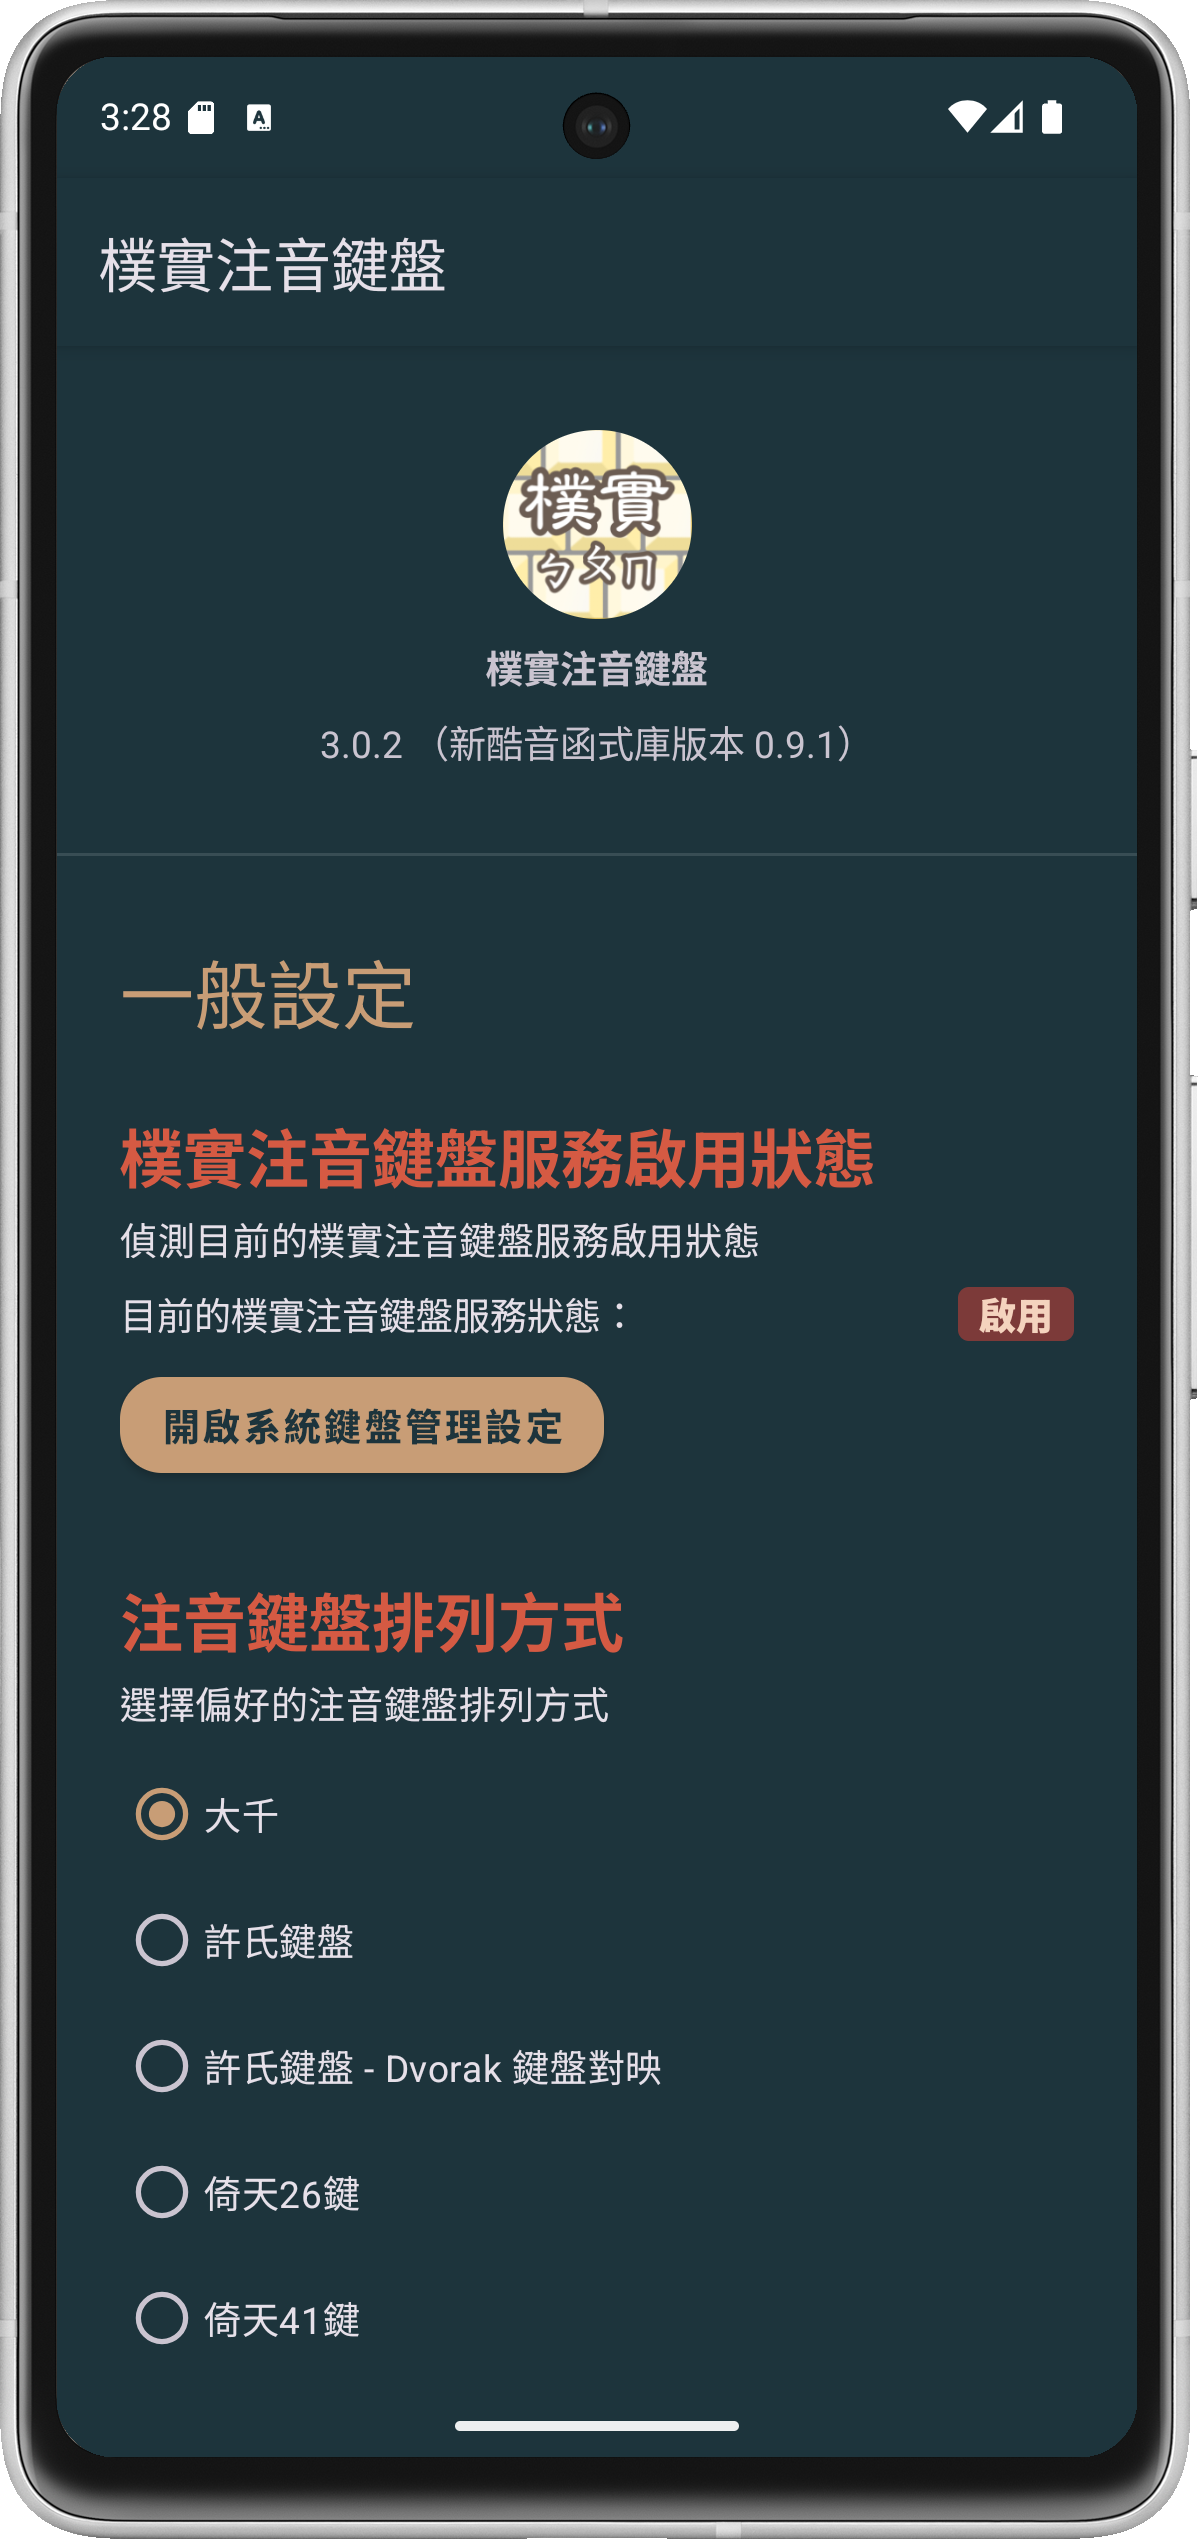 3:28
樸實注音鍵盤
樸實
ㄅㄆㄇ
樸實注音鍵盤
3.0.2 （新酷音函式庫版本 0.9.1）
一般設定
樸實注音鍵盤服務啟用狀態
偵測目前的樸實注音鍵盤服務啟用狀態
目前的樸實注音鍵盤服務狀態： 啟用
開啟系統鍵盤管理設定
注音鍵盤排列方式
選擇偏好的注音鍵盤排列方式
大千
許氏鍵盤
許氏鍵盤 - Dvorak 鍵盤對映
倚天26鍵
倚天41鍵